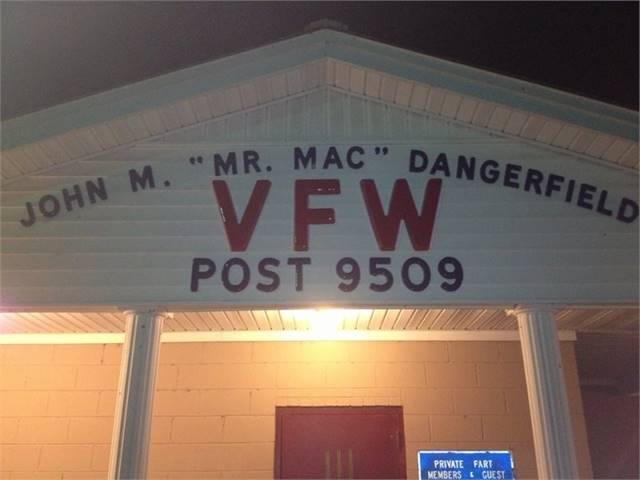 JOHN M. "MR. MAC" DANGERFIELD
VFW
POST 9509
PRIVATE PART
MEMBERS & GUEST